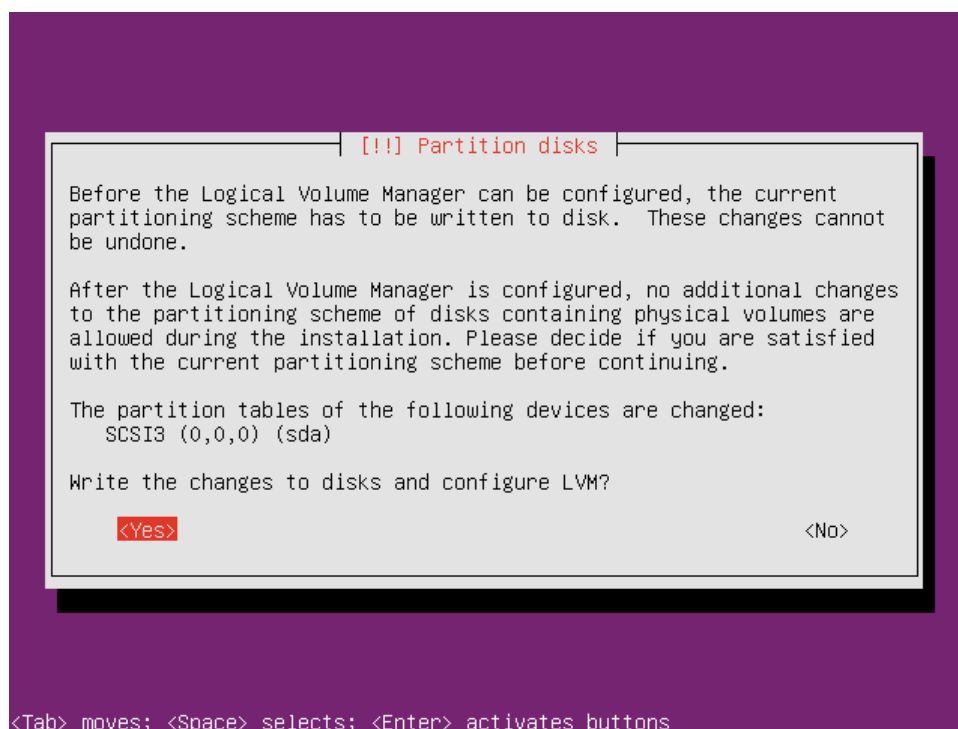 [!!] Partition disks
Before the Logical Volume Manager can be configured, the current
partitioning scheme has to be written to disk.  These changes cannot
be undone.
After the Logical Volume Manager is configured, no additional changes
to the partitioning scheme of disks containing physical volumes are
allowed during the installation. Please decide if you are satisfied
with the current partitioning scheme before continuing.
The partition tables of the following devices are changed:
SCSI3 (0,0,0) (sda)
Write the changes to disks and configure LVM?
<Yes> <No>
<Tab> moves; <Space> selects; <Enter> activates buttons